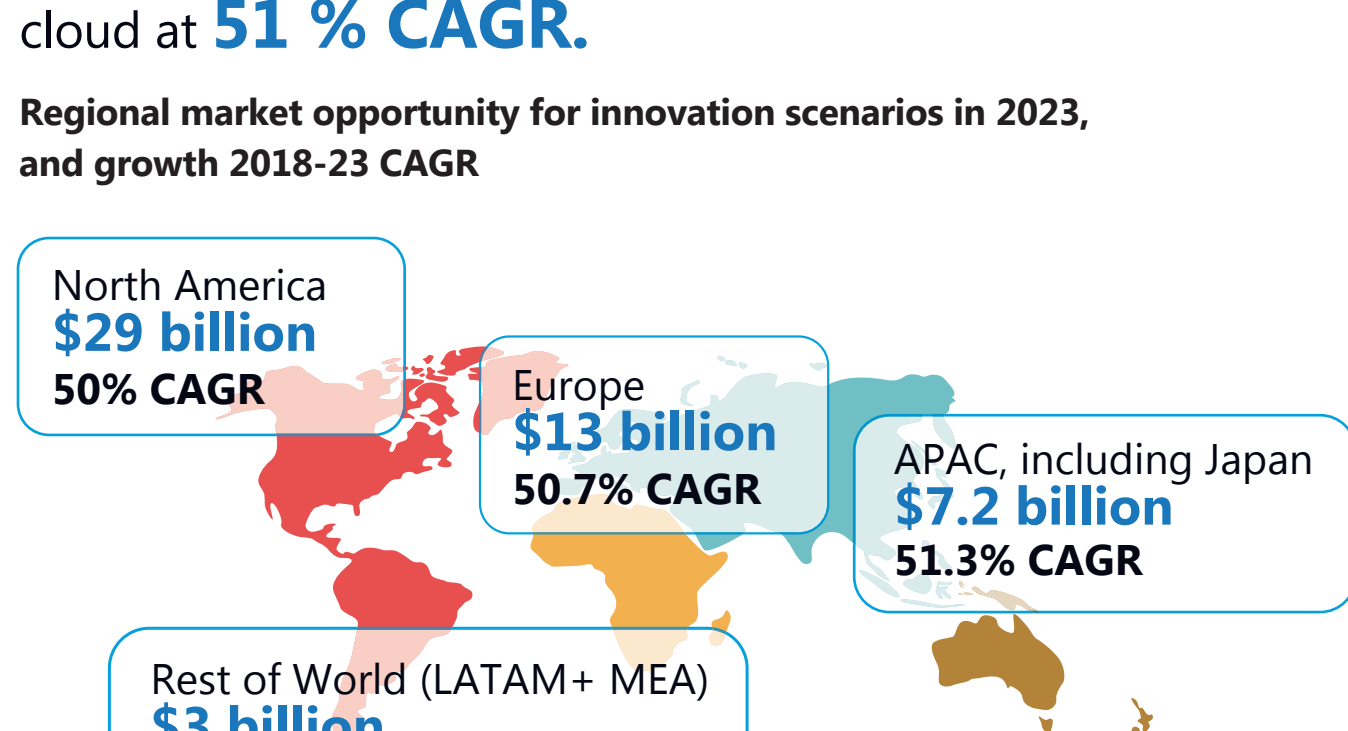 cloud at 51 % CAGR.
Regional market opportunity for innovation scenarios in 2023,
and growth 2018-23 CAGR
North America
$29 billion
50% CAGR
Europe
$13 billion
50.7% CAGR
APAC, including Japan
$7.2 billion
51.3% CAGR
Rest of World (LATAM+ MEA)
$3 billion